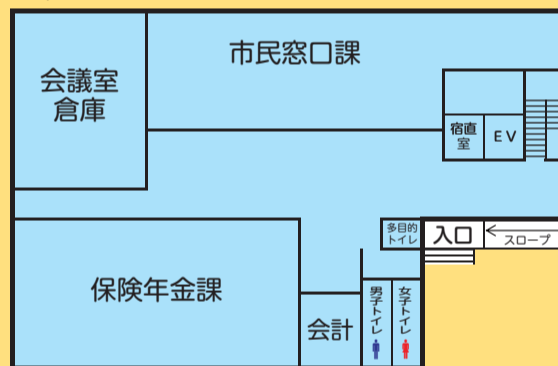 会議室
倉庫
市民窓口課
宿直
室
EV
多目的
トイレ
入口
スロープ
保険年金課
会計
男子トイレ
女子トイレ